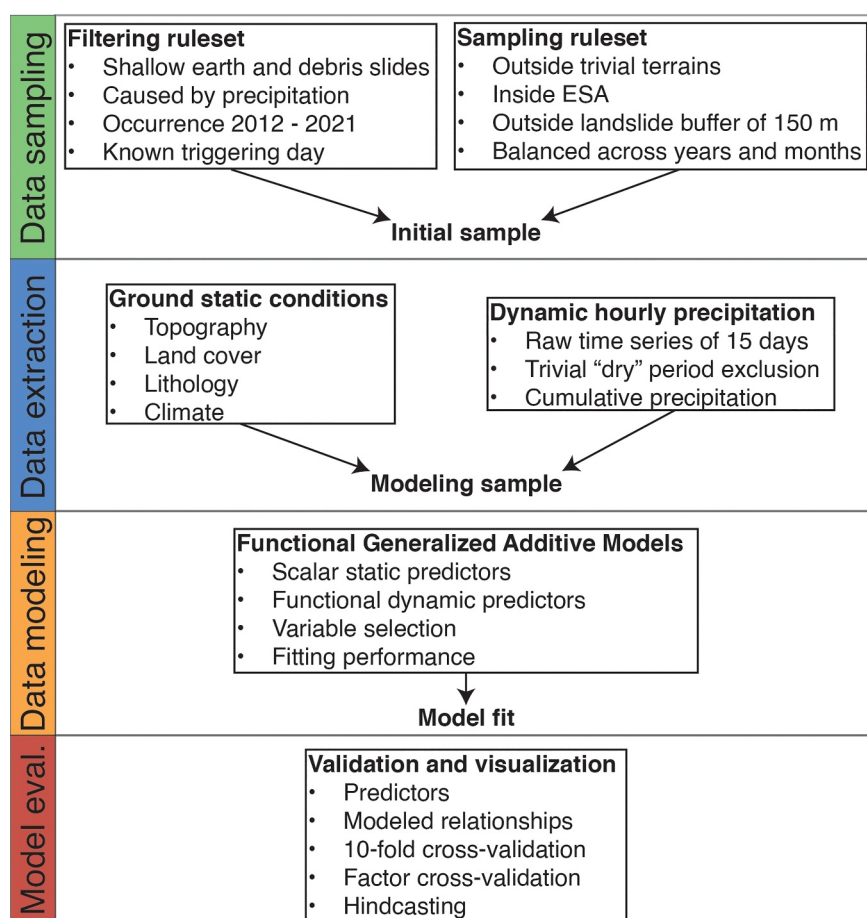 Data sampling
Filtering ruleset
• Shallow earth and debris slides
• Caused by precipitation
• Occurrence 2012 - 2021
• Known triggering day
Sampling ruleset
• Outside trivial terrains
• Inside ESA
• Outside landslide buffer of 150 m
• Balanced across years and months
Initial sample
Data extraction
Ground static conditions
• Topography
• Land cover
• Lithology
• Climate
Dynamic hourly precipitation
• Raw time series of 15 days
• Trivial “dry” period exclusion
• Cumulative precipitation
Modeling sample
Data modeling
Functional Generalized Additive Models
• Scalar static predictors
• Functional dynamic predictors
• Variable selection
• Fitting performance
Model fit
Model eval.
Validation and visualization
• Predictors
• Modeled relationships
• 10-fold cross-validation
• Factor cross-validation
• Hindcasting